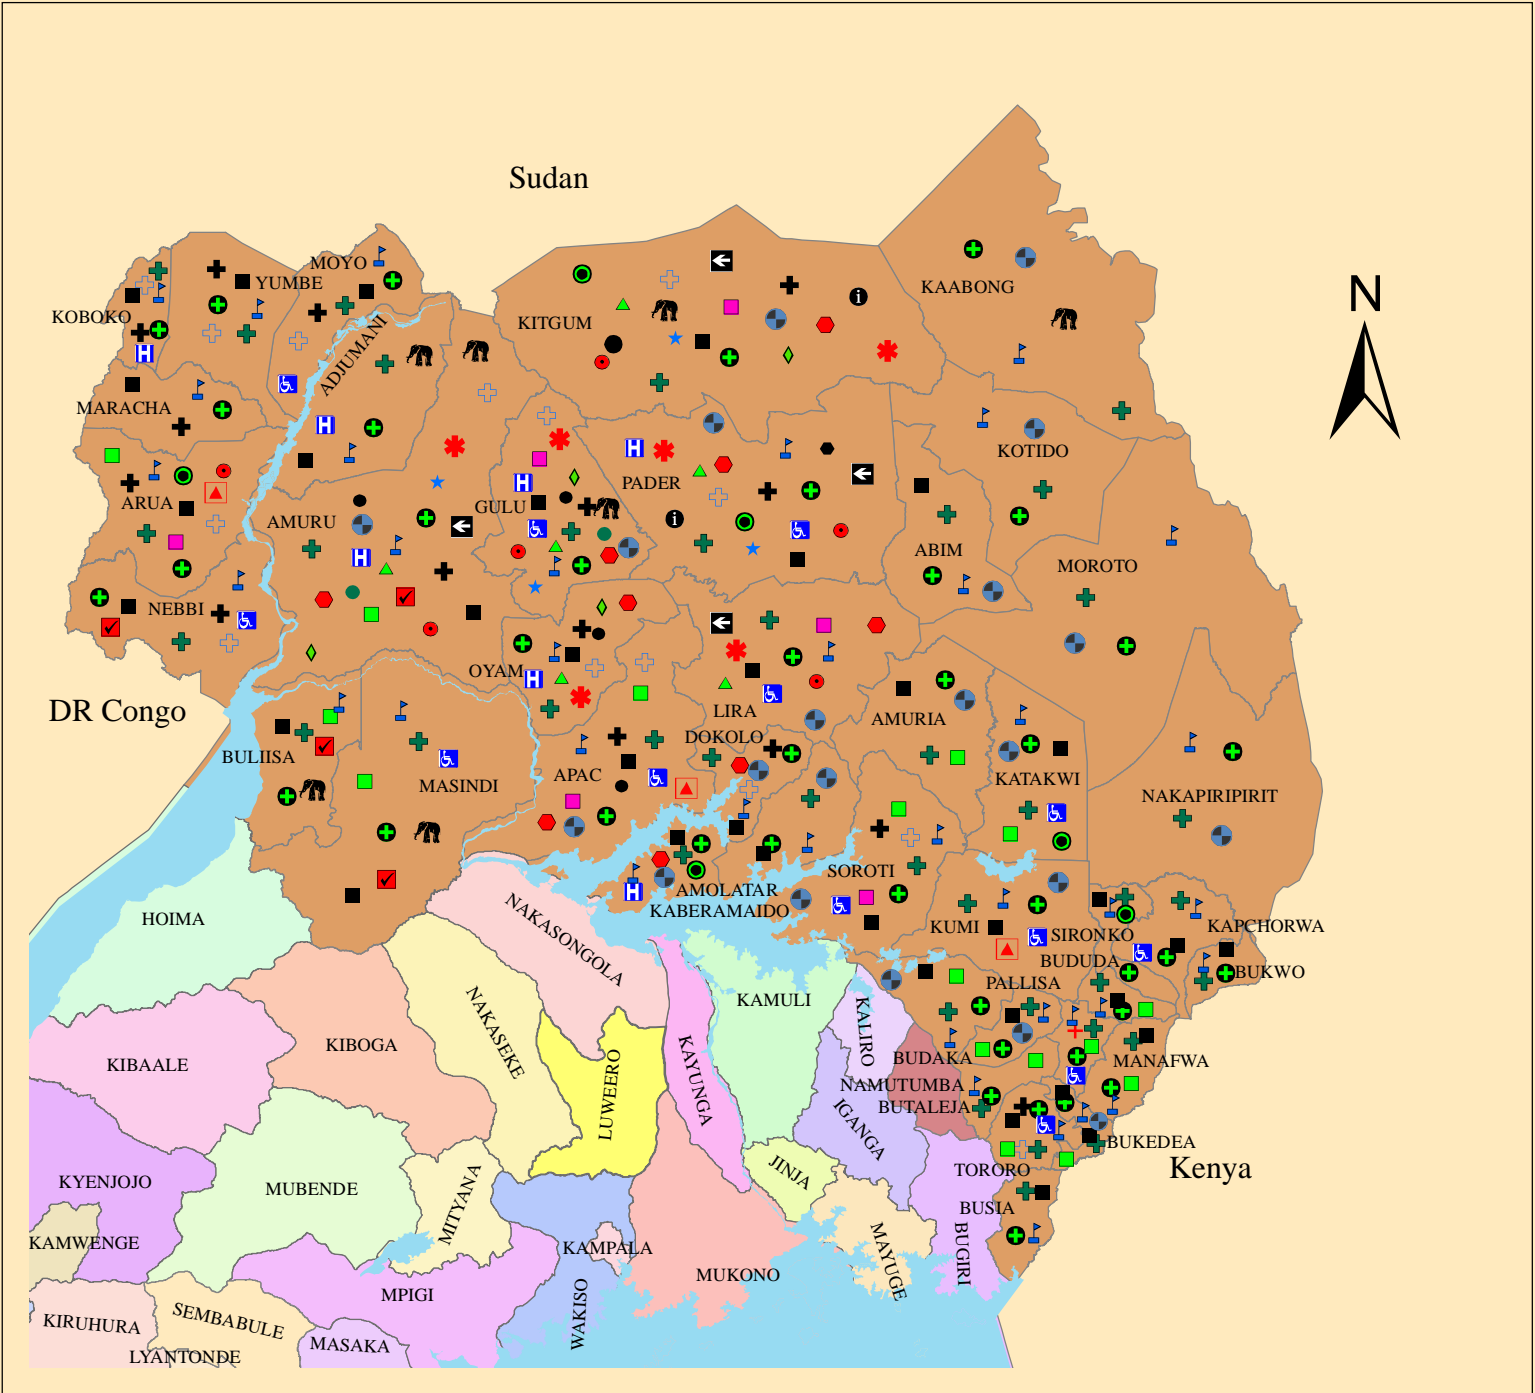 Sudan
N
MOYO
YUMBE
KAABONG
KOBOKO
KITGUM
ADJUMANI
MARACHA
KOTIDO
PADER
ARUA
GULU
AMURU
ABIM
MOROTO
NEBBI
OYAM
DR Congo
LIRA
AMURIA
DOKOLO
BULIISA
APAC
KATAKWI
MASINDI
NAKAPIRIPIRIT
SOROTI
AMOLATAR
KABERAMAIDO
HOIMA
NAKASONGOLA
KUMI
SIRONKO
KAPCHORWA
BUDUDA
BUKWO
PALLISA
KAMULI
NAKASEKE
KALIRO
KIBOGA
KIBAALE
BUDAKA
MANAFWA
KAYUNGA
LUWEERO
NAMUTUMBA
BUTALEJA
IGANGA
BUKEDEA
Kenya
JINJA
TORORO
KYENJOJO
MUBENDE
MITYANA
BUSIA
KAMWENGE
KAMPALA
MAYUGE
BUGIRI
MUKONO
MPIGI
WAKISO
KIRUHURA
SEMBABULE
MASAKA
LYANTONDE